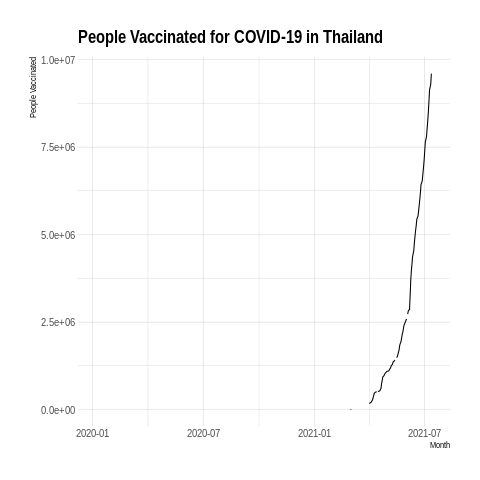 People Vaccinated for COVID-19 in Thailand
People Vaccinated
1.0e+07
7.5e+06
5.0e+06
2.5e+06
0.0e+00
2020-01 2020-07 2021-01 2021-07
Month